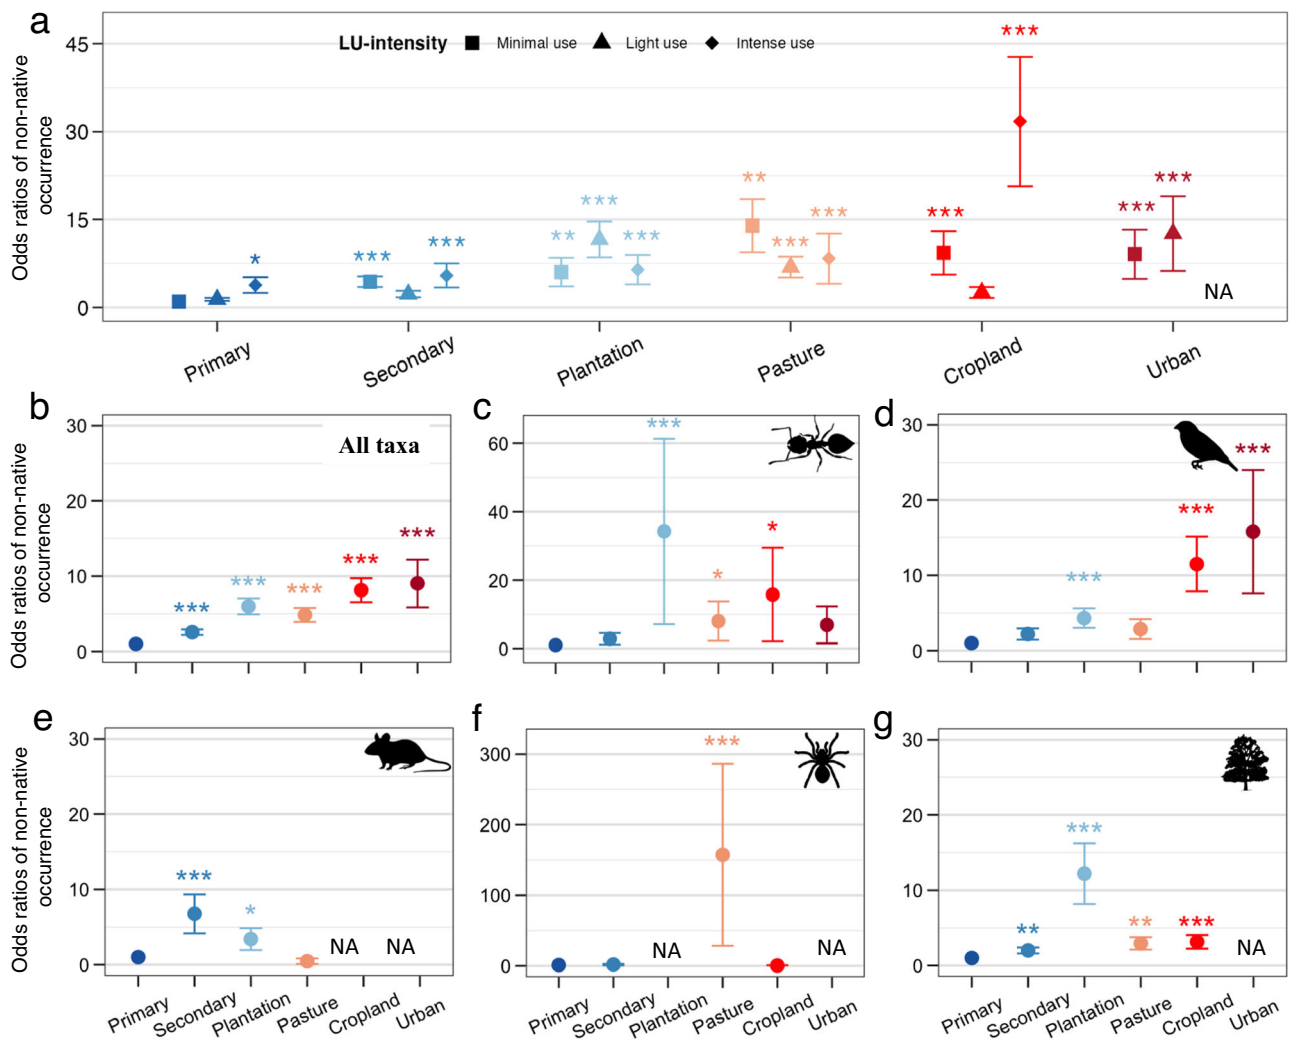 a
LU-intensity Minimal use Light use Intense use
Odds ratios of non-native
occurrence
45
30
15
0
*
***
***
**
***
***
**
***
***
***
***
***
***
NA
Primary Secondary Plantation Pasture Cropland Urban
b
All taxa
Odds ratios of non-native
occurrence
30
20
10
0
***
***
***
***
***
c
60
40
20
0
***
*
*
d
30
20
10
0
***
***
***
e
Odds ratios of non-native
occurrence
30
20
10
0
***
*
NA NA
Primary Secondary Plantation Pasture Cropland Urban
f
300
200
100
0
***
NA NA
Primary Secondary Plantation Pasture Cropland Urban
g
30
20
10
0
**
***
**
***
NA
Primary Secondary Plantation Pasture Cropland Urban